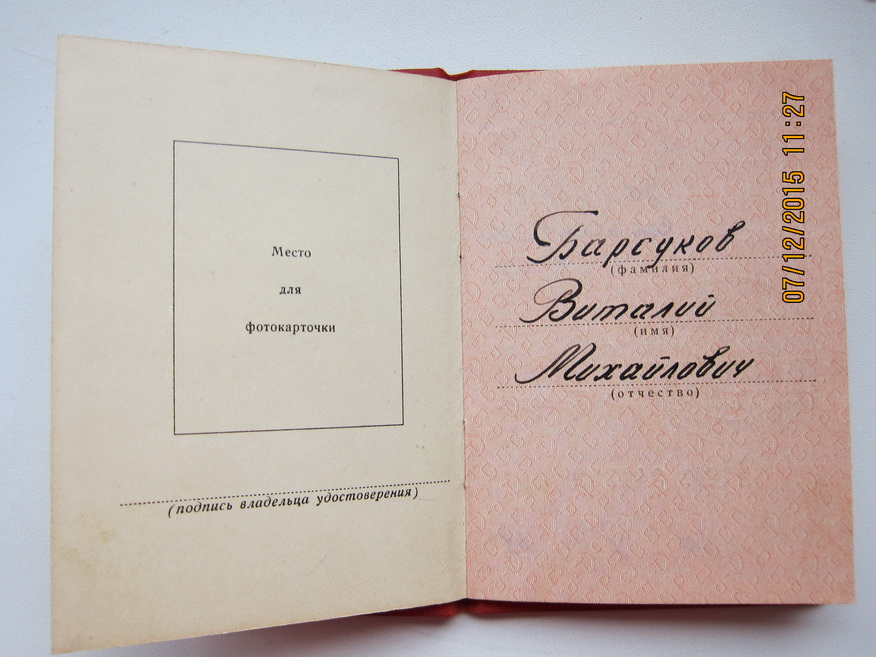 Место
для
фотокарточки
(подпись владельца удостоверения)
Барсуков
(фамилия)
Виталий
(имя)
Михайлович
(отчество)
07/12/2015 11:27